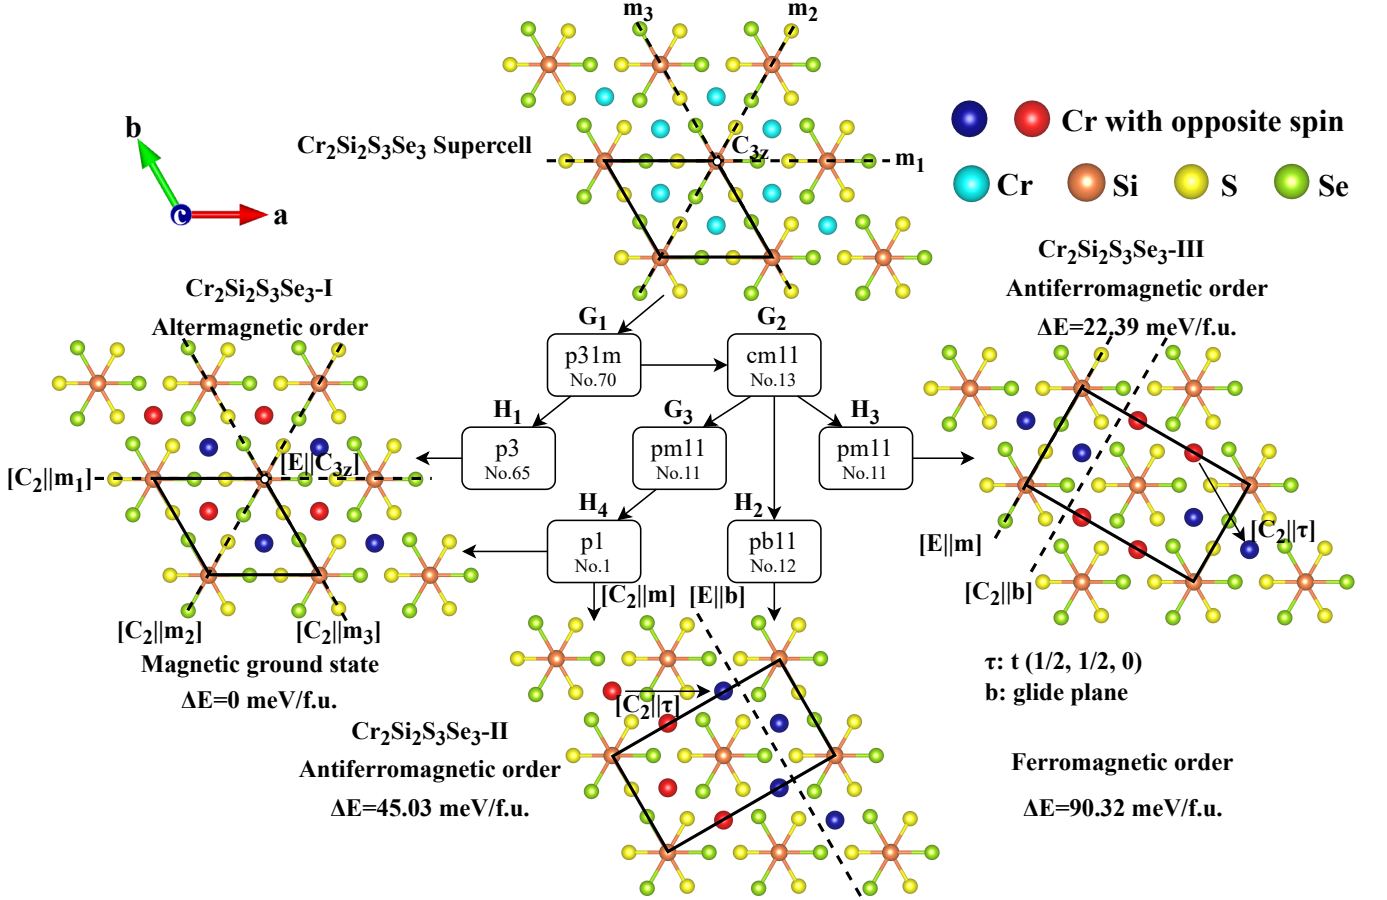 m₃
m₂
b
a
c
Cr₂Si₂S₃Se₃ Supercell
C₃z
m₁
Cr with opposite spin
Cr
Si
S
Se
Cr₂Si₂S₃Se₃-I
Altermagnetic order
[E||C₃z]
[C₂||m₁]
[C₂||m₂]
[C₂||m₃]
Magnetic ground state
ΔE=0 meV/f.u.
G₁
p31m
No.70
G₂
cm11
No.13
H₁
p3
No.65
G₃
pm11
No.11
H₃
pm11
No.11
H₄
p1
No.1
H₂
pb11
No.12
Cr₂Si₂S₃Se₃-III
Antiferromagnetic order
ΔE=22.39 meV/f.u.
[E||m]
[C₂||b]
[C₂||τ]
τ: t (1/2, 1/2, 0)
b: glide plane
[C₂||m]
[E||b]
[C₂||τ]
Cr₂Si₂S₃Se₃-II
Antiferromagnetic order
ΔE=45.03 meV/f.u.
Ferromagnetic order
ΔE=90.32 meV/f.u.